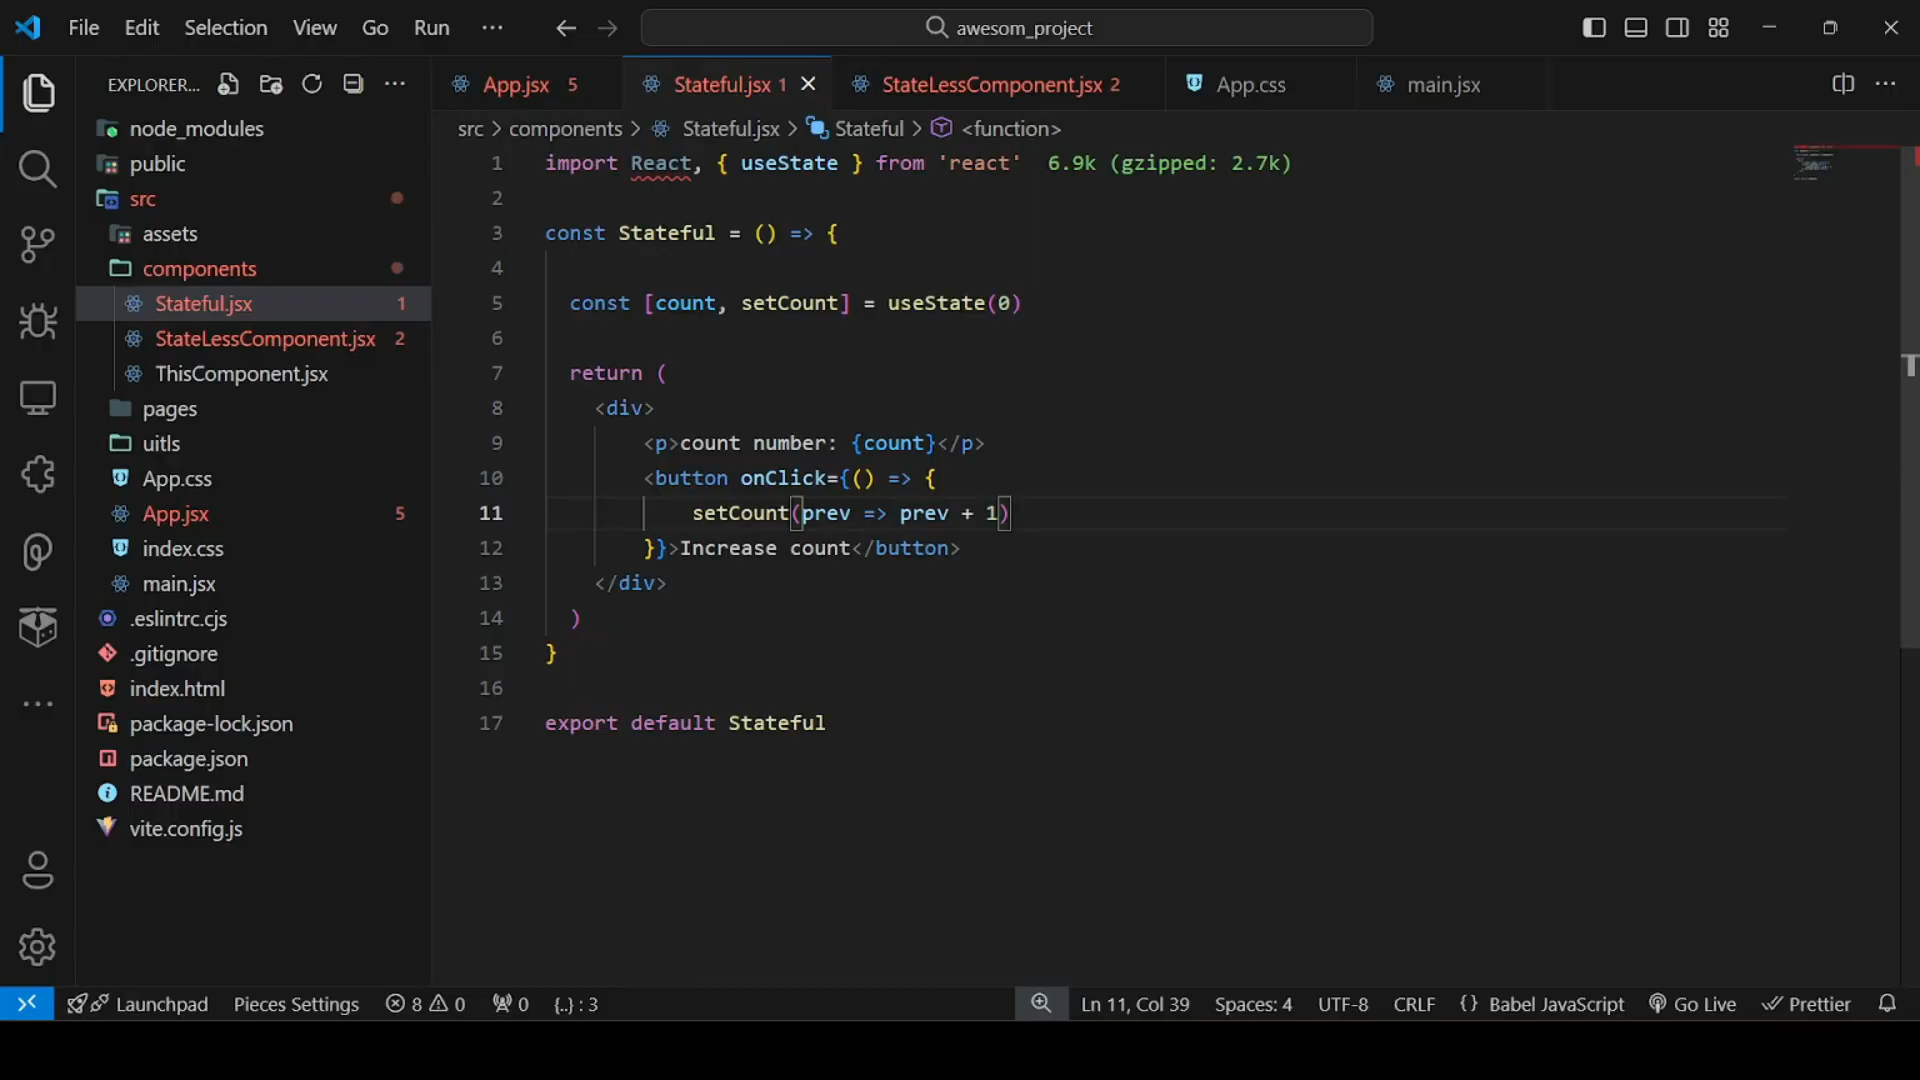 File Edit Selection View Go Run ··· awesom_project
EXPLORER... ··· App.jsx 5 Stateful.jsx 1 StateLessComponent.jsx 2 App.css main.jsx ···
src > components > Stateful.jsx > Stateful > <function>
node_modules
public
src
assets
components
Stateful.jsx 1
StateLessComponent.jsx 2
ThisComponent.jsx
pages
uitls
App.css
App.jsx 5
index.css
main.jsx
.eslintrc.cjs
.gitignore
index.html
package-lock.json
package.json
README.md
vite.config.js
1 import React, { useState } from 'react' 6.9k (gzipped: 2.7k)
2
3 const Stateful = () => {
4
5 const [count, setCount] = useState(0)
6
7 return (
8 <div>
9 <p>count number: {count}</p>
10 <button onClick={() => {
11 setCount(prev => prev + 1)
12 }}>Increase count</button>
13 </div>
14 )
15 }
16
17 export default Stateful
Launchpad Pieces Settings 8 0 0 {..} : 3 Ln 11, Col 39 Spaces: 4 UTF-8 CRLF {} Babel JavaScript Go Live Prettier